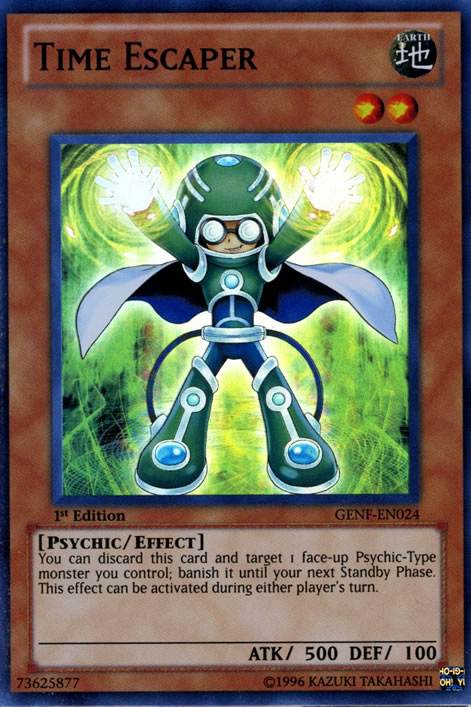 TIME ESCAPER
EARTH
地
1st Edition
GENF-EN024
[PSYCHIC/EFFECT]
You can discard this card and target 1 face-up Psychic-Type
monster you control; banish it until your next Standby Phase.
This effect can be activated during either player's turn.
ATK/ 500 DEF/ 100
73625877
©1996 KAZUKI TAKAHASHI